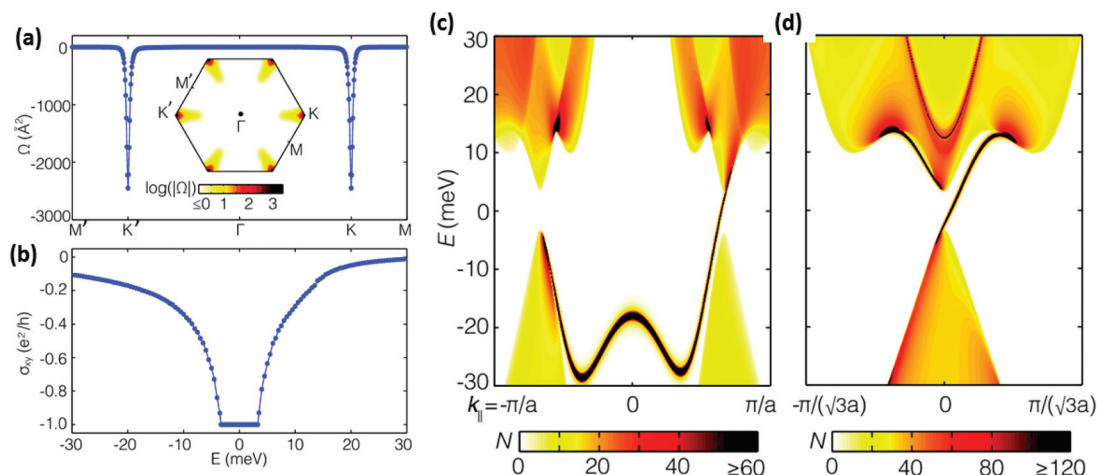 (a)
0
-1000
-2000
-3000
Ω (Å²)
M'
K'
Γ
K
M
log(|Ω|)
≤0 1 2 3
M' K' Γ K M
(b)
0
-0.2
-0.4
-0.6
-0.8
-1.0
σxy (e²/h)
-30 -20 -10 0 10 20 30
E (meV)
(c)
30
20
10
0
-10
-20
-30
E (meV)
k||=-π/a 0 π/a
N
0 20 40 ≥60
(d)
-π/(√3a) 0 π/(√3a)
N
0 40 80 ≥120